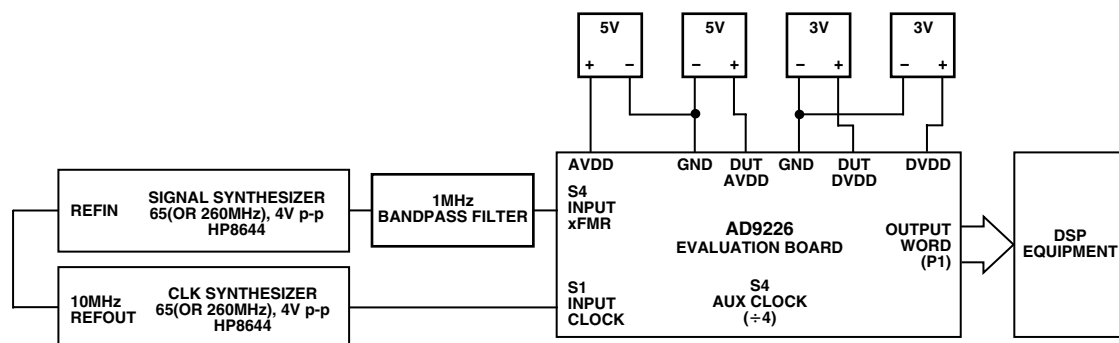 5V
+ −
5V
− +
3V
− +
3V
− +
AVDD
GND
DUT
AVDD
GND
DUT
DVDD
DVDD
REFIN
SIGNAL SYNTHESIZER
65(OR 260MHz), 4V p-p
HP8644
1MHz
BANDPASS FILTER
S4
INPUT
xFMR
AD9226
EVALUATION BOARD
OUTPUT
WORD
(P1)
DSP
EQUIPMENT
10MHz
REFOUT
CLK SYNTHESIZER
65(OR 260MHz), 4V p-p
HP8644
S1
INPUT
CLOCK
S4
AUX CLOCK
(÷4)